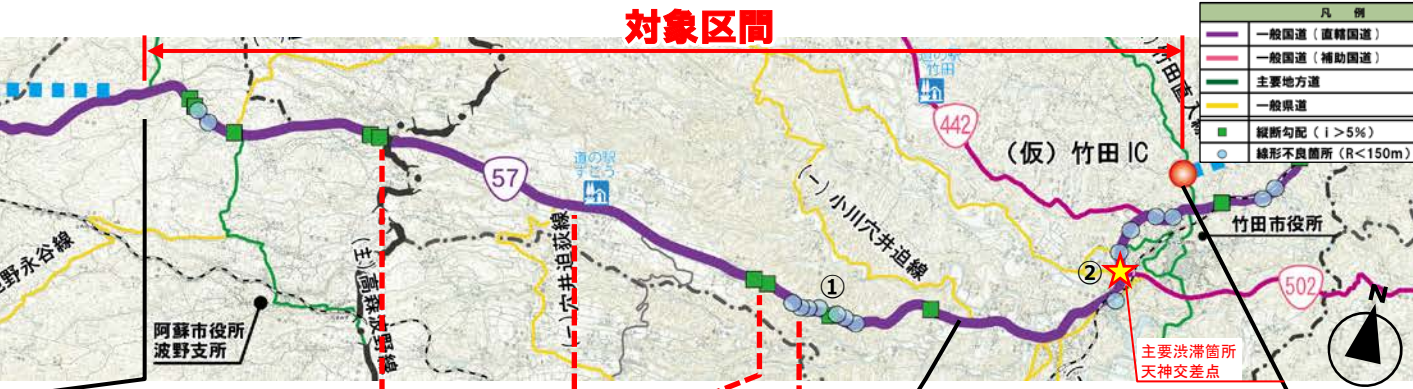 対象区間
凡 例
一般国道（直轄国道）
一般国道（補助国道）
主要地方道
一般県道
縦断勾配（ｉ＞5%）
線形不良箇所（R＜150m）
道の駅
竹田
442
（仮）竹田IC
57
道の駅
すごう
（一）小川穴井迫線
竹田市役所
①
②
502
N
（主）高森波野線
（一）穴井迫荻線
阿蘇市役所
波野支所
主要渋滞箇所
天神交差点